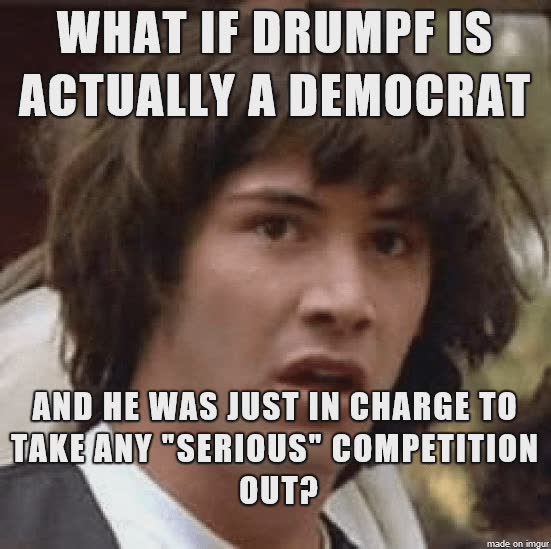 WHAT IF DRUMPF IS
ACTUALLY A DEMOCRAT
AND HE WAS JUST IN CHARGE TO
TAKE ANY "SERIOUS" COMPETITION
OUT?
made on imgur